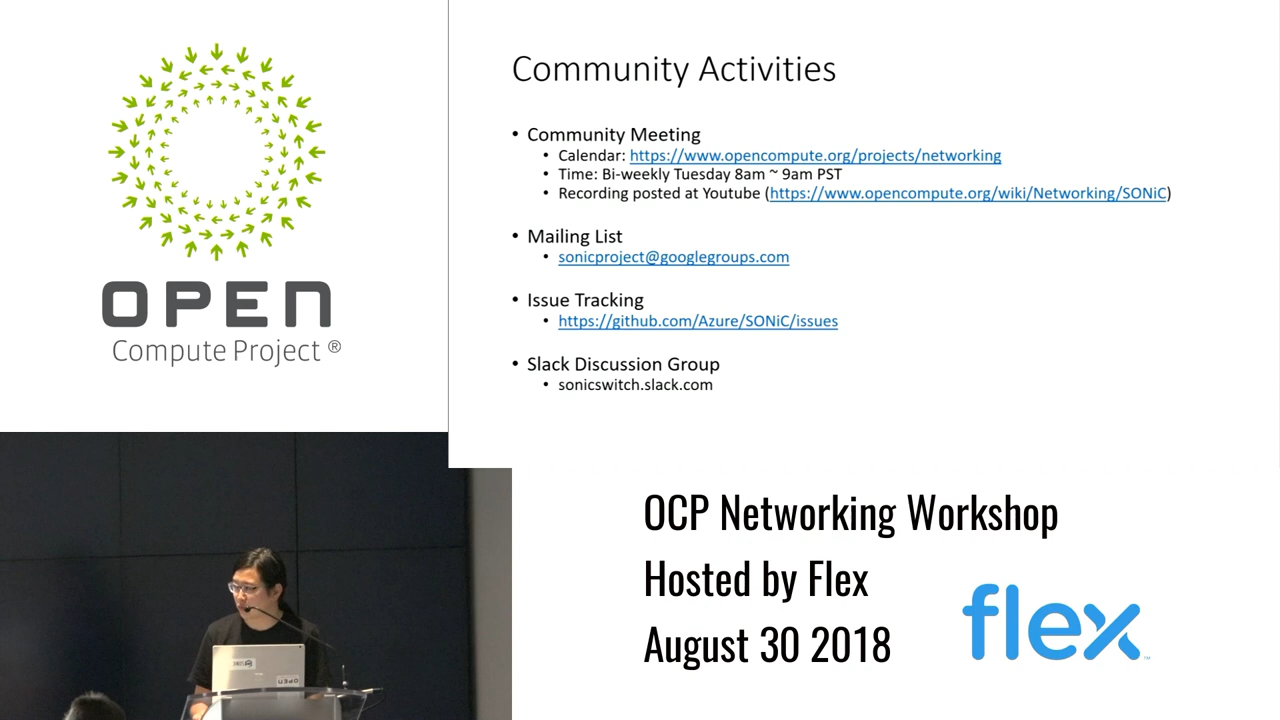 OPEN
Compute Project ®
Community Activities
• Community Meeting
• Calendar: https://www.opencompute.org/projects/networking
• Time: Bi-weekly Tuesday 8am ~ 9am PST
• Recording posted at Youtube (https://www.opencompute.org/wiki/Networking/SONiC)
• Mailing List
• sonicproject@googlegroups.com
• Issue Tracking
• https://github.com/Azure/SONiC/issues
• Slack Discussion Group
• sonicswitch.slack.com
OCP Networking Workshop
Hosted by Flex
August 30 2018
flex